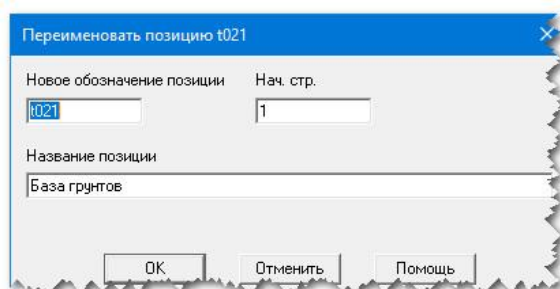 Переименовать позицию t021
Новое обозначение позиции Нач. стр.
t021 1
Название позиции
База грунтов
OK Отменить Помощь